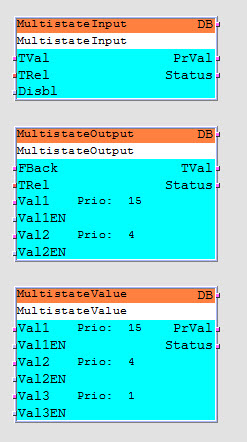 MultistateInput DB
MultistateInput
TVal PrVal
TRel Status
Disbl
MultistateOutput DB
MultistateOutput
FBack TVal
TRel Status
Val1 Prio: 15
Val1EN
Val2 Prio: 4
Val2EN
MultistateValue DB
MultistateValue
Val1 Prio: 15 PrVal
Val1EN Status
Val2 Prio: 4
Val2EN
Val3 Prio: 1
Val3EN